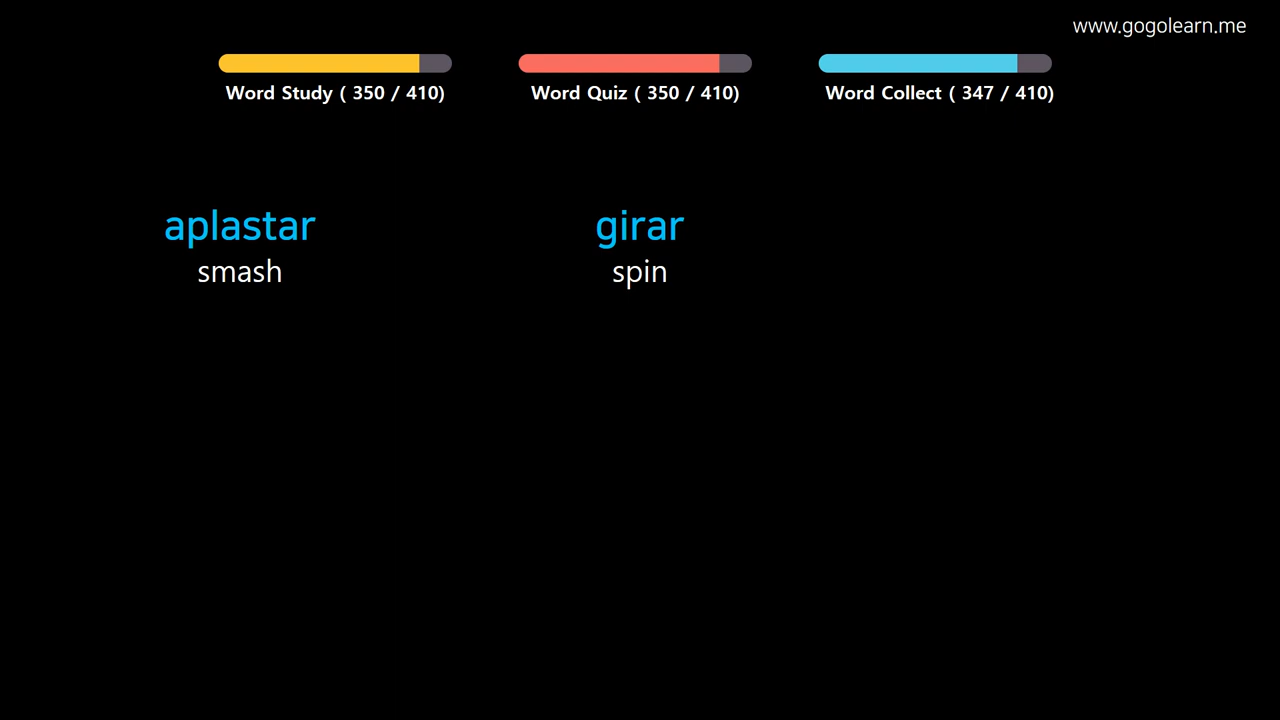 www.gogolearn.me
Word Study ( 350 / 410)
Word Quiz ( 350 / 410)
Word Collect ( 347 / 410)
aplastar
smash
girar
spin